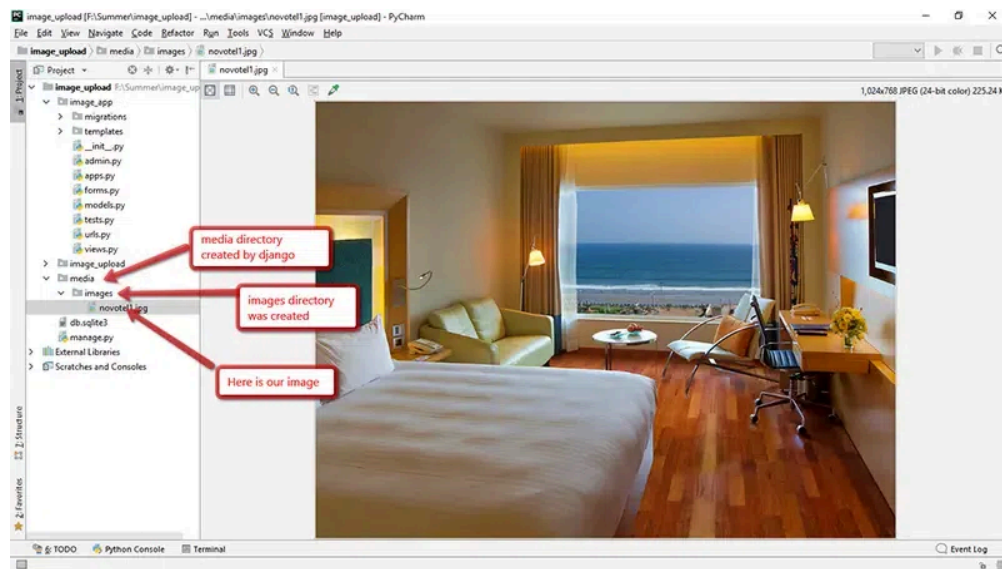 image_upload [F:\Summer\image_upload] - ...\media\images\novotel1.jpg [image_upload] - PyCharm
File Edit View Navigate Code Refactor Run Tools VCS Window Help
image_upload media images novotel1.jpg
Project novotel1.jpg
1: Project
image_upload F:\Summer\image_up
1,024x768 JPEG (24-bit color) 225.24 K
image_app
migrations
templates
__init__.py
admin.py
apps.py
forms.py
models.py
tests.py
urls.py
views.py
image_upload
media
images
novotel1.jpg
db.sqlite3
manage.py
External Libraries
Scratches and Consoles
media directory
created by django
images directory
was created
Here is our image
7: Structure
2: Favorites
6: TODO Python Console Terminal Event Log